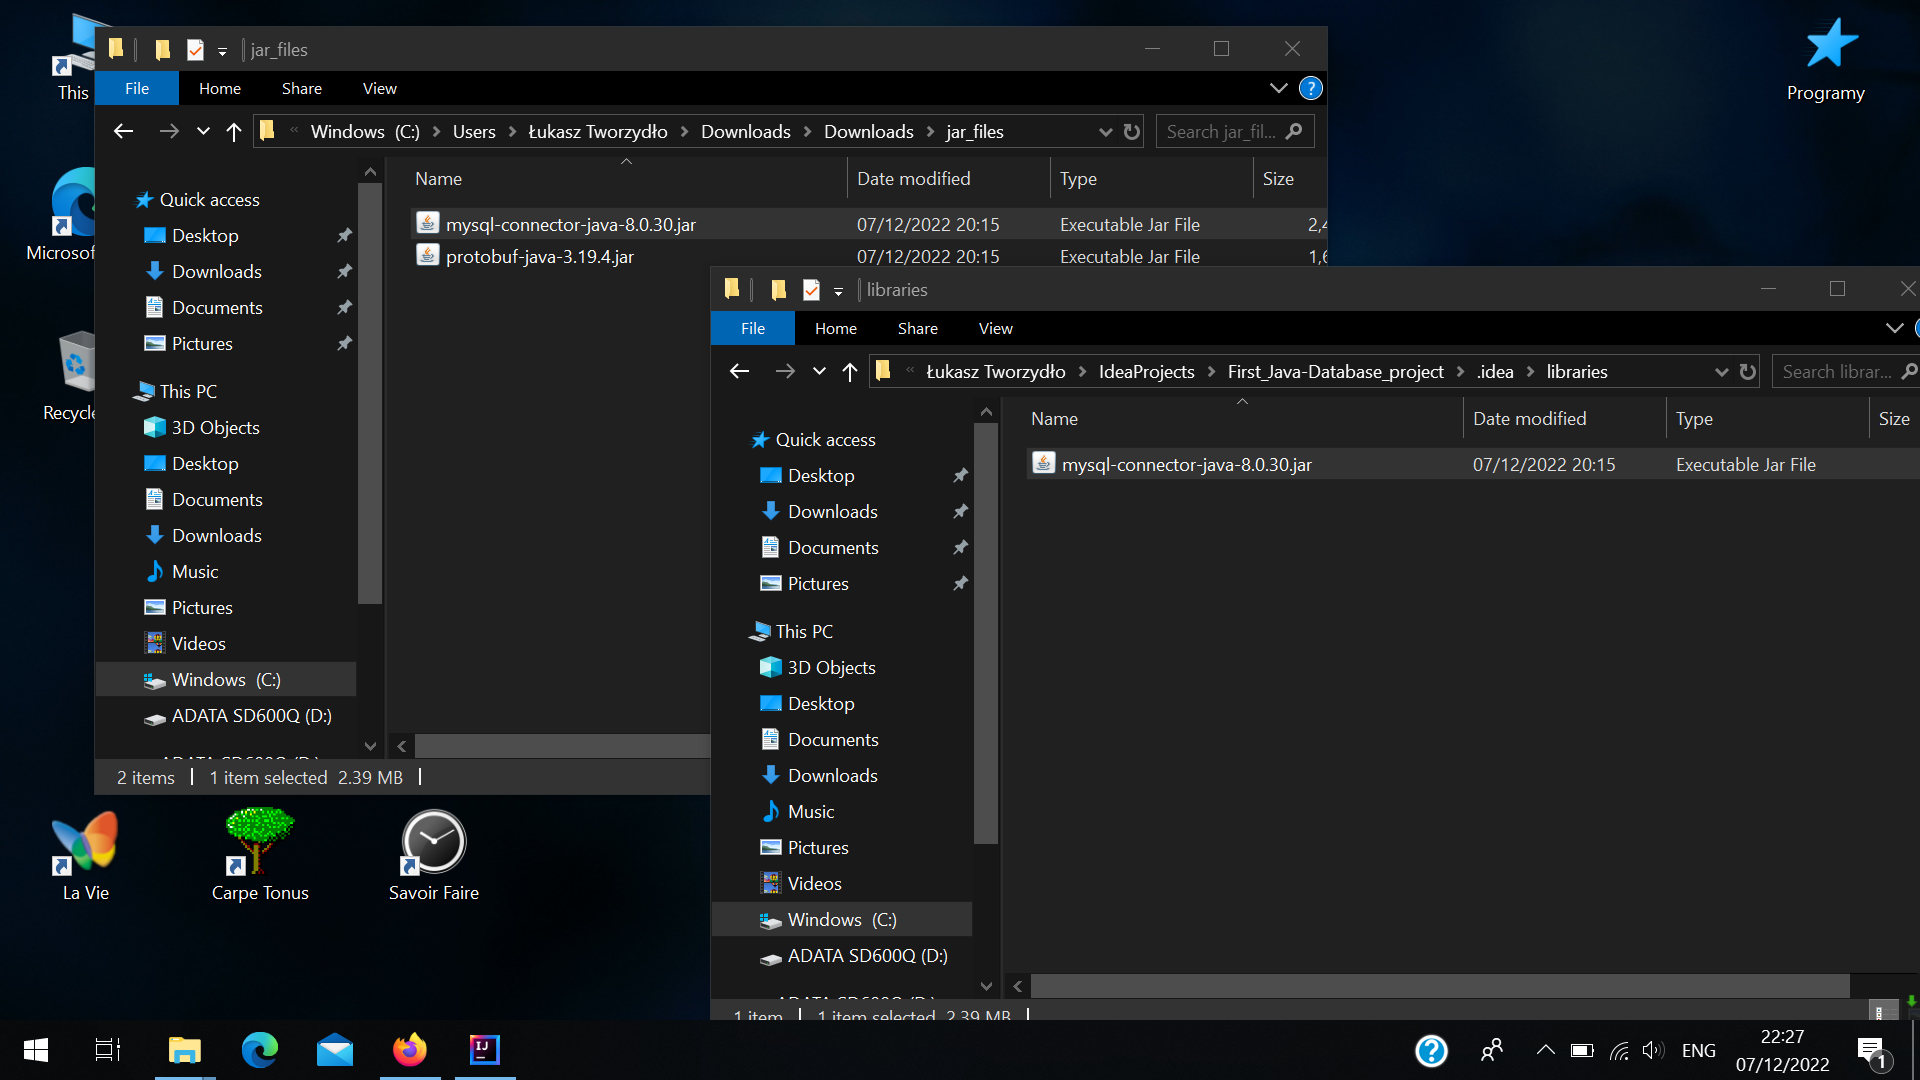 This
Programy
Microsof
Recycle
La Vie
Carpe Tonus
Savoir Faire
jar_files
File Home Share View
Windows (C:) Users Łukasz Tworzydło Downloads Downloads jar_files
Search jar_fil...
Name Date modified Type Size
mysql-connector-java-8.0.30.jar 07/12/2022 20:15 Executable Jar File 2,4
protobuf-java-3.19.4.jar 07/12/2022 20:15 Executable Jar File 1,6
Quick access
Desktop
Downloads
Documents
Pictures
This PC
3D Objects
Desktop
Documents
Downloads
Music
Pictures
Videos
Windows (C:)
ADATA SD600Q (D:)
ADATA SD600Q (D:)
2 items 1 item selected 2.39 MB
libraries
File Home Share View
Łukasz Tworzydło IdeaProjects First_Java-Database_project .idea libraries
Search librar...
Name Date modified Type Size
mysql-connector-java-8.0.30.jar 07/12/2022 20:15 Executable Jar File
Quick access
Desktop
Downloads
Documents
Pictures
This PC
3D Objects
Desktop
Documents
Downloads
Music
Pictures
Videos
Windows (C:)
ADATA SD600Q (D:)
ADATA SD600Q (D:)
1 item 1 item selected 2.39 MB
IJ
ENG
22:27
07/12/2022
1